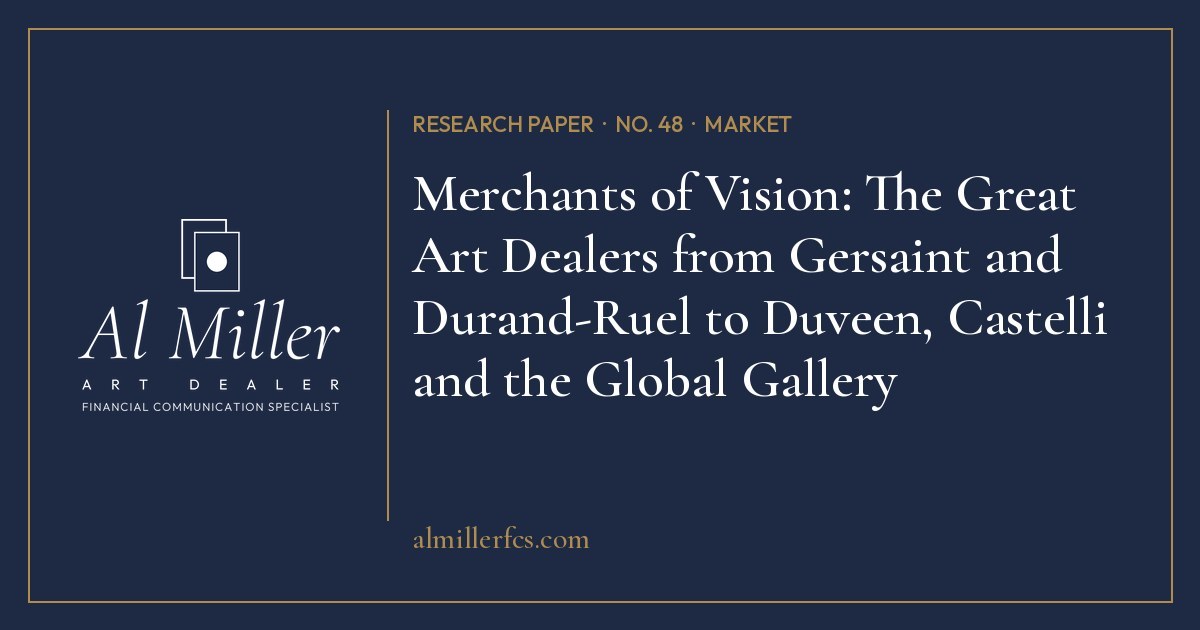 Al Miller
ART DEALER
FINANCIAL COMMUNICATION SPECIALIST
RESEARCH PAPER · NO. 48 · MARKET
Merchants of Vision: The Great
Art Dealers from Gersaint and
Durand-Ruel to Duveen, Castelli
and the Global Gallery
almillerfcs.com